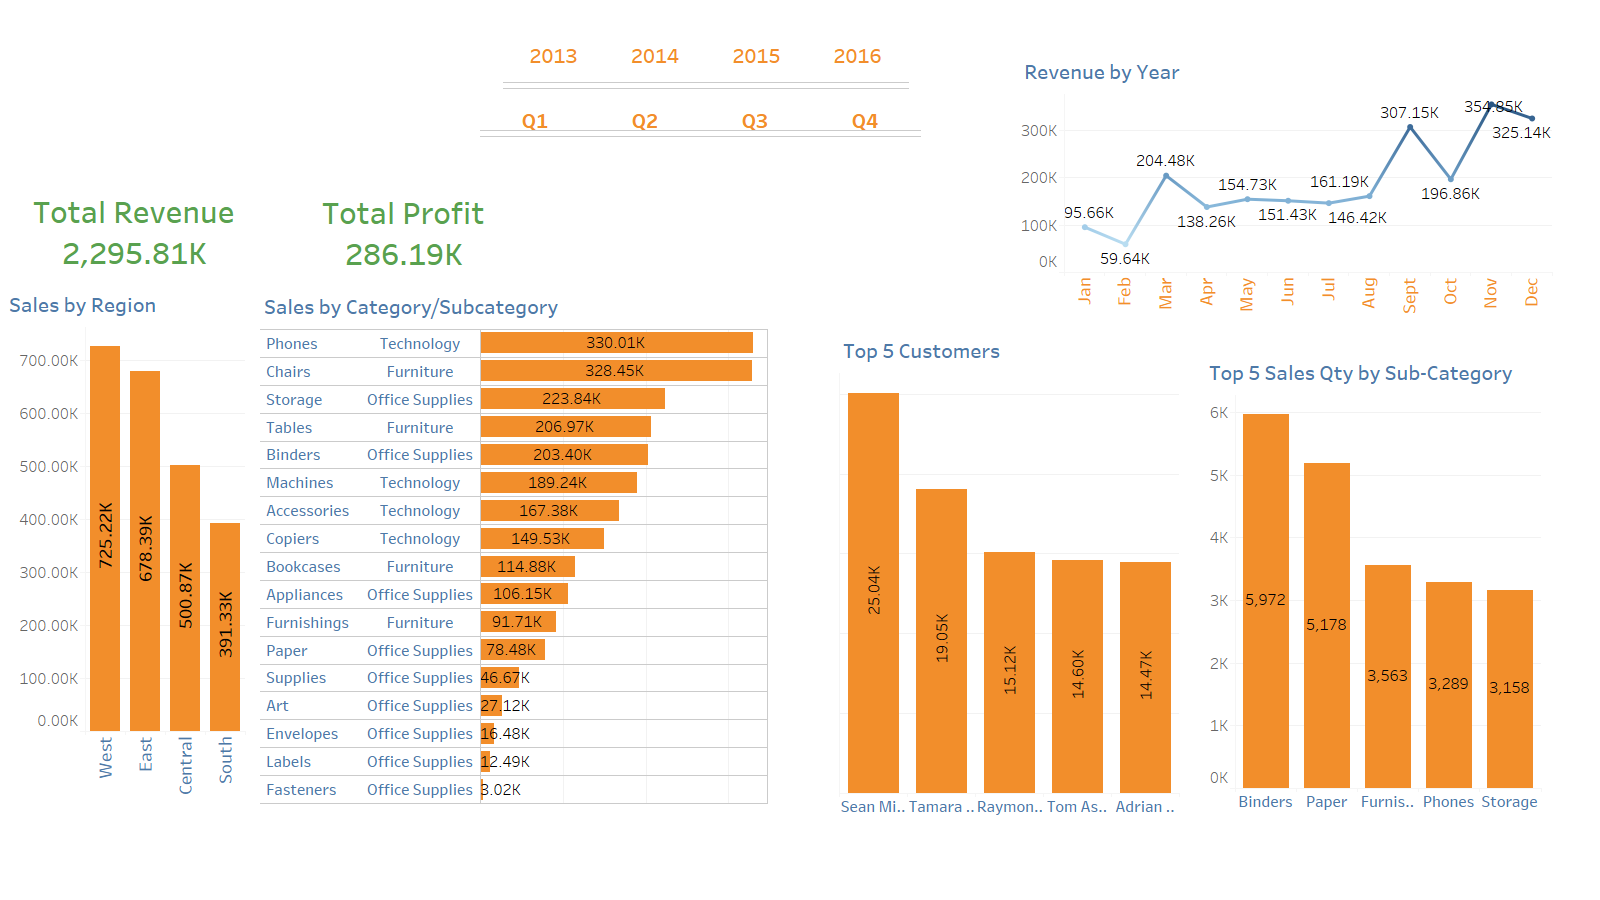 2013 2014 2015 2016
Q1 Q2 Q3 Q4
Total Revenue
2,295.81K
Total Profit
286.19K
Revenue by Year
300K
200K
100K
0K
95.66K
59.64K
204.48K
138.26K
154.73K
151.43K
161.19K
146.42K
307.15K
196.86K
354.85K
325.14K
Jan Feb Mar Apr May Jun Jul Aug Sept Oct Nov Dec
Sales by Region
700.00K
600.00K
500.00K
400.00K
300.00K
200.00K
100.00K
0.00K
725.22K
678.39K
500.87K
391.33K
West East Central South
Sales by Category/Subcategory
Phones Technology 330.01K
Chairs Furniture 328.45K
Storage Office Supplies 223.84K
Tables Furniture 206.97K
Binders Office Supplies 203.40K
Machines Technology 189.24K
Accessories Technology 167.38K
Copiers Technology 149.53K
Bookcases Furniture 114.88K
Appliances Office Supplies 106.15K
Furnishings Furniture 91.71K
Paper Office Supplies 78.48K
Supplies Office Supplies 46.67K
Art Office Supplies 27.12K
Envelopes Office Supplies 16.48K
Labels Office Supplies 12.49K
Fasteners Office Supplies 3.02K
Top 5 Customers
25.04K
19.05K
15.12K
14.60K
14.47K
Sean Mi.. Tamara .. Raymon.. Tom As.. Adrian ..
Top 5 Sales Qty by Sub-Category
6K
5K
4K
3K
2K
1K
0K
5,972
5,178
3,563
3,289
3,158
Binders Paper Furnis.. Phones Storage